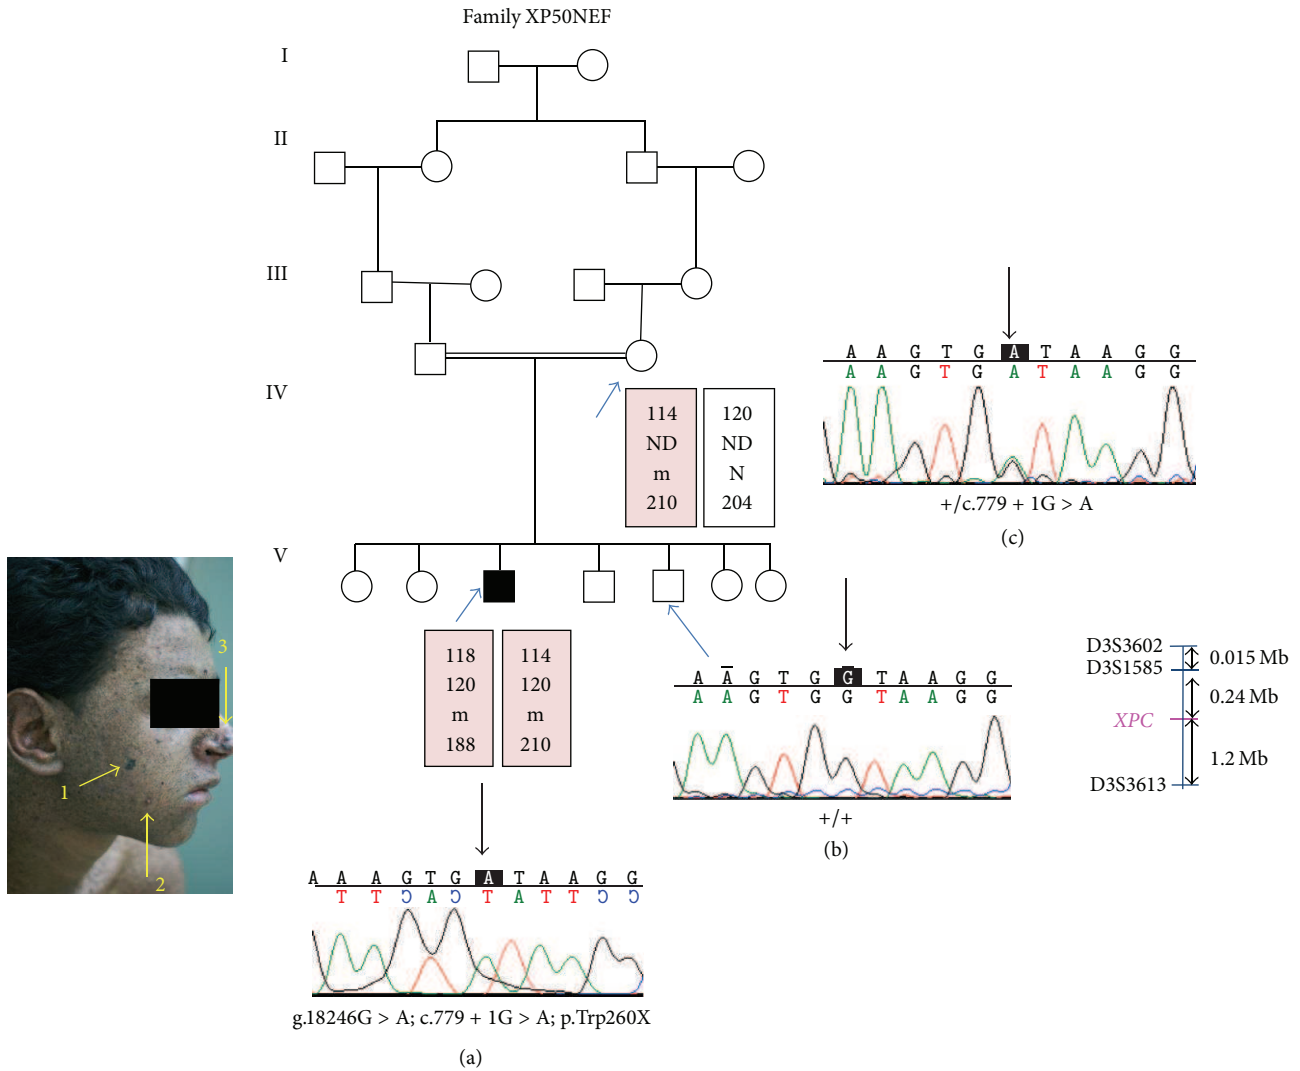 Family XP50NEF
I
II
III
IV
V
114
ND
m
210
120
ND
N
204
118
120
m
188
114
120
m
210
1
2
3
A A G T G A T A A G G
A A G T G A T A A G G
+/c.779 + 1G > A
(c)
A A G T G G T A A G G
A A G T G G T A A G G
+/+
(b)
D3S3602
D3S1585
XPC
D3S3613
0.015 Mb
0.24 Mb
1.2 Mb
A A A G T G A T A A G G
T T G A G T A T T G G
g.18246G > A; c.779 + 1G > A; p.Trp260X
(a)